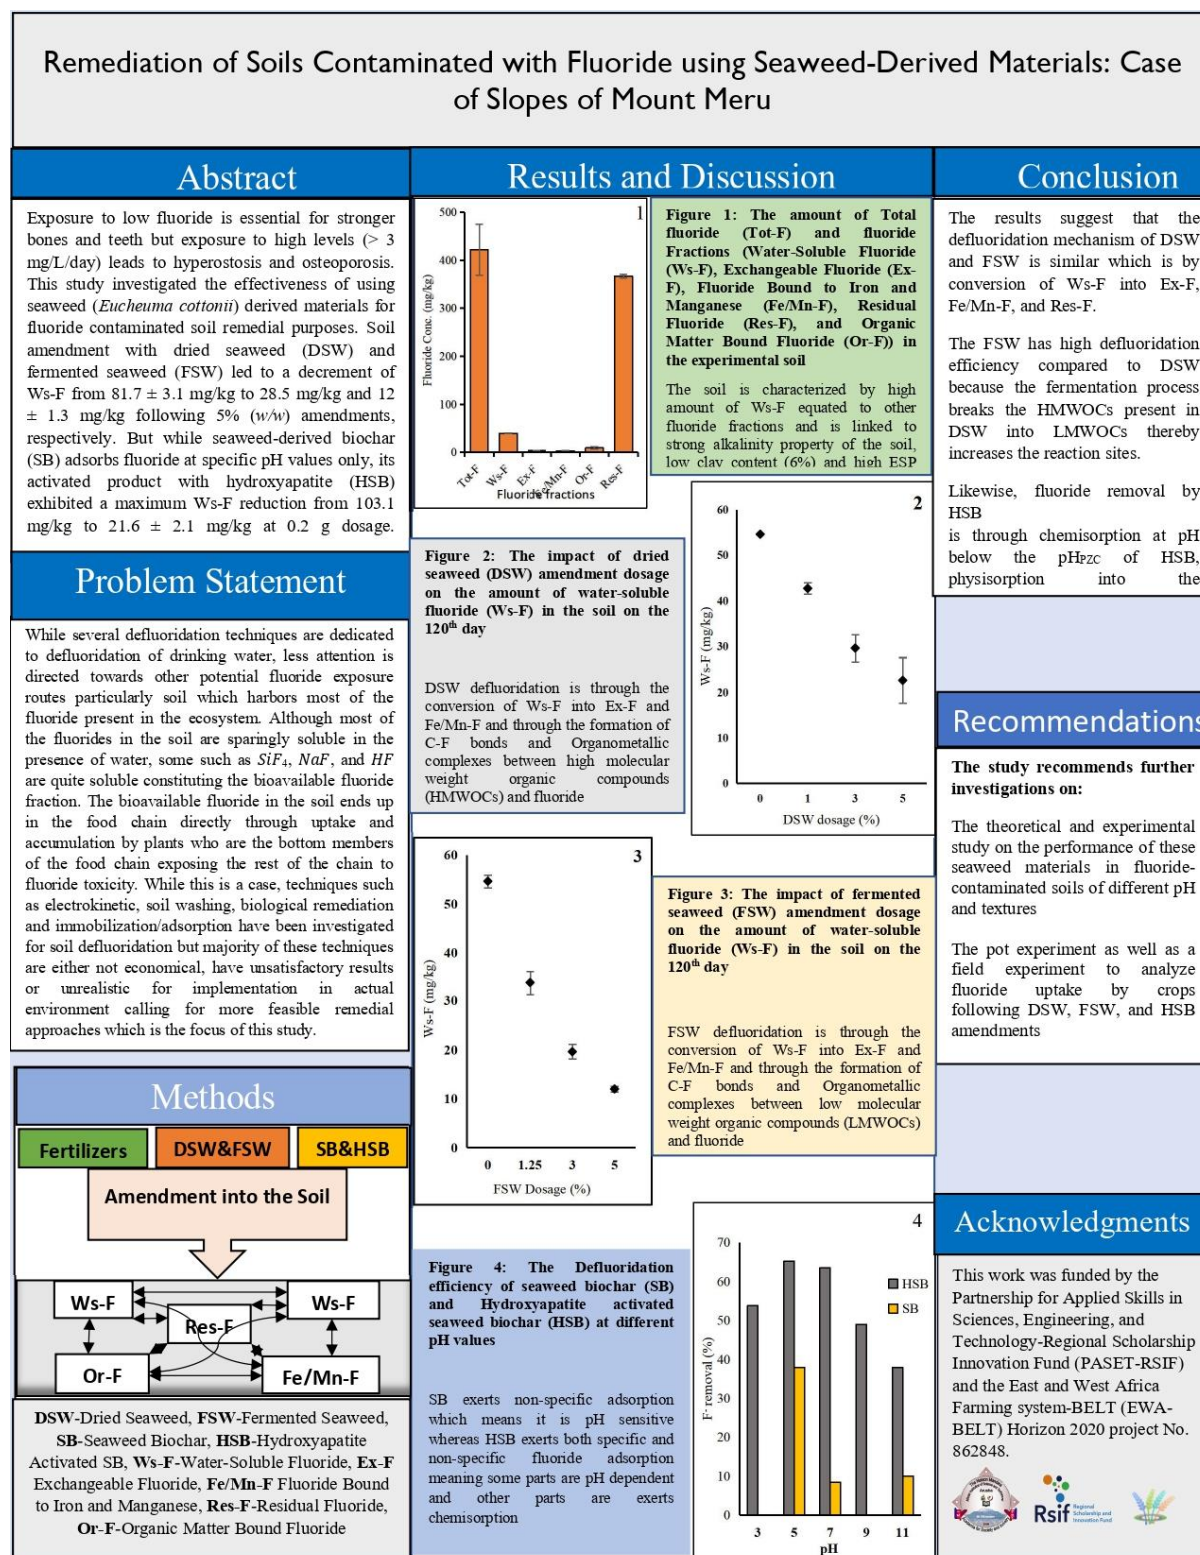 Remediation of Soils Contaminated with Fluoride using Seaweed-Derived Materials: Case
of Slopes of Mount Meru
Abstract
Exposure to low fluoride is essential for stronger
bones and teeth but exposure to high levels (> 3
mg/L/day) leads to hyperostosis and osteoporosis.
This study investigated the effectiveness of using
seaweed (Eucheuma cottonii) derived materials for
fluoride contaminated soil remedial purposes. Soil
amendment with dried seaweed (DSW) and
fermented seaweed (FSW) led to a decrement of
Ws-F from 81.7 ± 3.1 mg/kg to 28.5 mg/kg and 12
± 1.3 mg/kg following 5% (w/w) amendments,
respectively. But while seaweed-derived biochar
(SB) adsorbs fluoride at specific pH values only, its
activated product with hydroxyapatite (HSB)
exhibited a maximum Ws-F reduction from 103.1
mg/kg to 21.6 ± 2.1 mg/kg at 0.2 g dosage.
Problem Statement
While several defluoridation techniques are dedicated
to defluoridation of drinking water, less attention is
directed towards other potential fluoride exposure
routes particularly soil which harbors most of the
fluoride present in the ecosystem. Although most of
the fluorides in the soil are sparingly soluble in the
presence of water, some such as SiF₄, NaF, and HF
are quite soluble constituting the bioavailable fluoride
fraction. The bioavailable fluoride in the soil ends up
in the food chain directly through uptake and
accumulation by plants who are the bottom members
of the food chain exposing the rest of the chain to
fluoride toxicity. While this is a case, techniques such
as electrokinetic, soil washing, biological remediation
and immobilization/adsorption have been investigated
for soil defluoridation but majority of these techniques
are either not economical, have unsatisfactory results
or unrealistic for implementation in actual
environment calling for more feasible remedial
approaches which is the focus of this study.
Methods
Fertilizers
DSW&FSW
SB&HSB
Amendment into the Soil
Ws-F
Ws-F
Res-F
Or-F
Fe/Mn-F
DSW-Dried Seaweed, FSW-Fermented Seaweed,
SB-Seaweed Biochar, HSB-Hydroxyapatite
Activated SB, Ws-F-Water-Soluble Fluoride, Ex-F
Exchangeable Fluoride, Fe/Mn-F Fluoride Bound
to Iron and Manganese, Res-F-Residual Fluoride,
Or-F-Organic Matter Bound Fluoride
Results and Discussion
1
Fluoride Conc. (mg/kg)
500
400
300
200
100
0
Tot-F
Ws-F
Ex-F
Fe/Mn-F
Or-F
Res-F
Fluoride fractions
Figure 1: The amount of Total
fluoride (Tot-F) and fluoride
Fractions (Water-Soluble Fluoride
(Ws-F), Exchangeable Fluoride (Ex-
F), Fluoride Bound to Iron and
Manganese (Fe/Mn-F), Residual
Fluoride (Res-F), and Organic
Matter Bound Fluoride (Or-F)) in
the experimental soil
The soil is characterized by high
amount of Ws-F equated to other
fluoride fractions and is linked to
strong alkalinity property of the soil,
low clay content (6%) and high ESP
Figure 2: The impact of dried
seaweed (DSW) amendment dosage
on the amount of water-soluble
fluoride (Ws-F) in the soil on the
120th day
DSW defluoridation is through the
conversion of Ws-F into Ex-F and
Fe/Mn-F and through the formation of
C-F bonds and Organometallic
complexes between high molecular
weight organic compounds
(HMWOCs) and fluoride
2
Ws-F (mg/kg)
60
50
40
30
20
10
0
0 1 3 5
DSW dosage (%)
3
Ws-F (mg/kg)
60
50
40
30
20
10
0
0 1.25 3 5
FSW Dosage (%)
Figure 3: The impact of fermented
seaweed (FSW) amendment dosage
on the amount of water-soluble
fluoride (Ws-F) in the soil on the
120th day
FSW defluoridation is through the
conversion of Ws-F into Ex-F and
Fe/Mn-F and through the formation of
C-F bonds and Organometallic
complexes between low molecular
weight organic compounds (LMWOCs)
and fluoride
Figure 4: The Defluoridation
efficiency of seaweed biochar (SB)
and Hydroxyapatite activated
seaweed biochar (HSB) at different
pH values
SB exerts non-specific adsorption
which means it is pH sensitive
whereas HSB exerts both specific and
non-specific fluoride adsorption
meaning some parts are pH dependent
and other parts are exerts
chemisorption
4
F- removal (%)
70
60
50
40
30
20
10
0
HSB
SB
3 5 7 9 11
pH
Conclusion
The results suggest that the
defluoridation mechanism of DSW
and FSW is similar which is by
conversion of Ws-F into Ex-F,
Fe/Mn-F, and Res-F.
The FSW has high defluoridation
efficiency compared to DSW
because the fermentation process
breaks the HMWOCs present in
DSW into LMWOCs thereby
increases the reaction sites.
Likewise, fluoride removal by
HSB
is through chemisorption at pH
below the pHPZC of HSB,
physisorption into the
Recommendations
The study recommends further
investigations on:
The theoretical and experimental
study on the performance of these
seaweed materials in fluoride-
contaminated soils of different pH
and textures
The pot experiment as well as a
field experiment to analyze
fluoride uptake by crops
following DSW, FSW, and HSB
amendments
Acknowledgments
This work was funded by the
Partnership for Applied Skills in
Sciences, Engineering, and
Technology-Regional Scholarship
Innovation Fund (PASET-RSIF)
and the East and West Africa
Farming system-BELT (EWA-
BELT) Horizon 2020 project No.
862848.
Rsif
Regional
Scholarship and
Innovation Fund